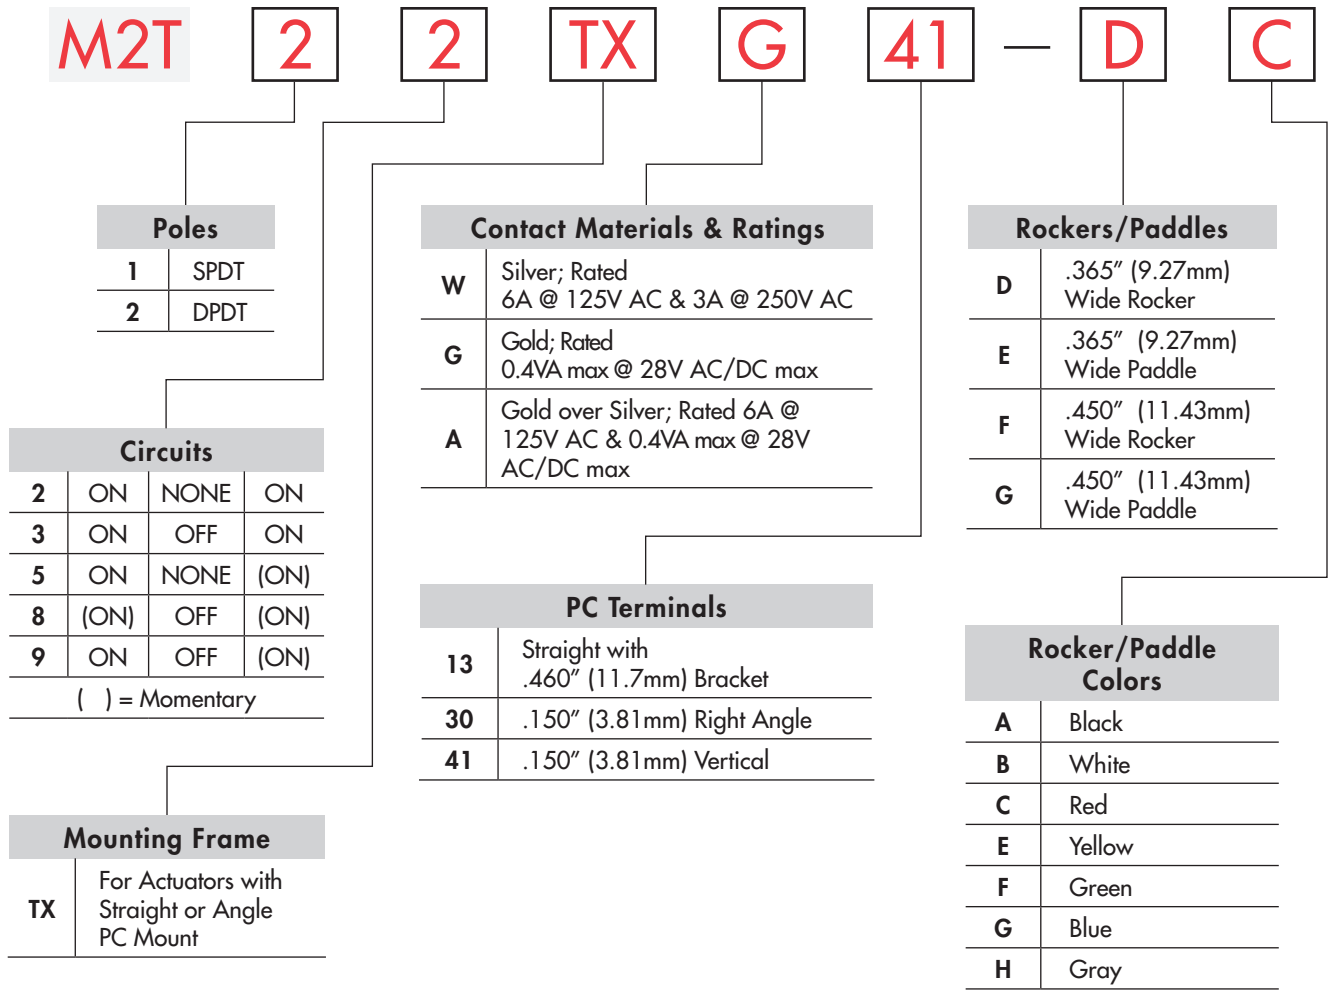 M2T 2 2 TX G 41 — D C
Poles
1 SPDT
2 DPDT
Circuits
2 ON NONE ON
3 ON OFF ON
5 ON NONE (ON)
8 (ON) OFF (ON)
9 ON OFF (ON)
( ) = Momentary
Mounting Frame
TX For Actuators with
Straight or Angle
PC Mount
Contact Materials & Ratings
W Silver; Rated
6A @ 125V AC & 3A @ 250V AC
G Gold; Rated
0.4VA max @ 28V AC/DC max
A Gold over Silver; Rated 6A @
125V AC & 0.4VA max @ 28V
AC/DC max
PC Terminals
13 Straight with
.460” (11.7mm) Bracket
30 .150” (3.81mm) Right Angle
41 .150” (3.81mm) Vertical
Rockers/Paddles
D .365” (9.27mm)
Wide Rocker
E .365” (9.27mm)
Wide Paddle
F .450” (11.43mm)
Wide Rocker
G .450” (11.43mm)
Wide Paddle
Rocker/Paddle
Colors
A Black
B White
C Red
E Yellow
F Green
G Blue
H Gray